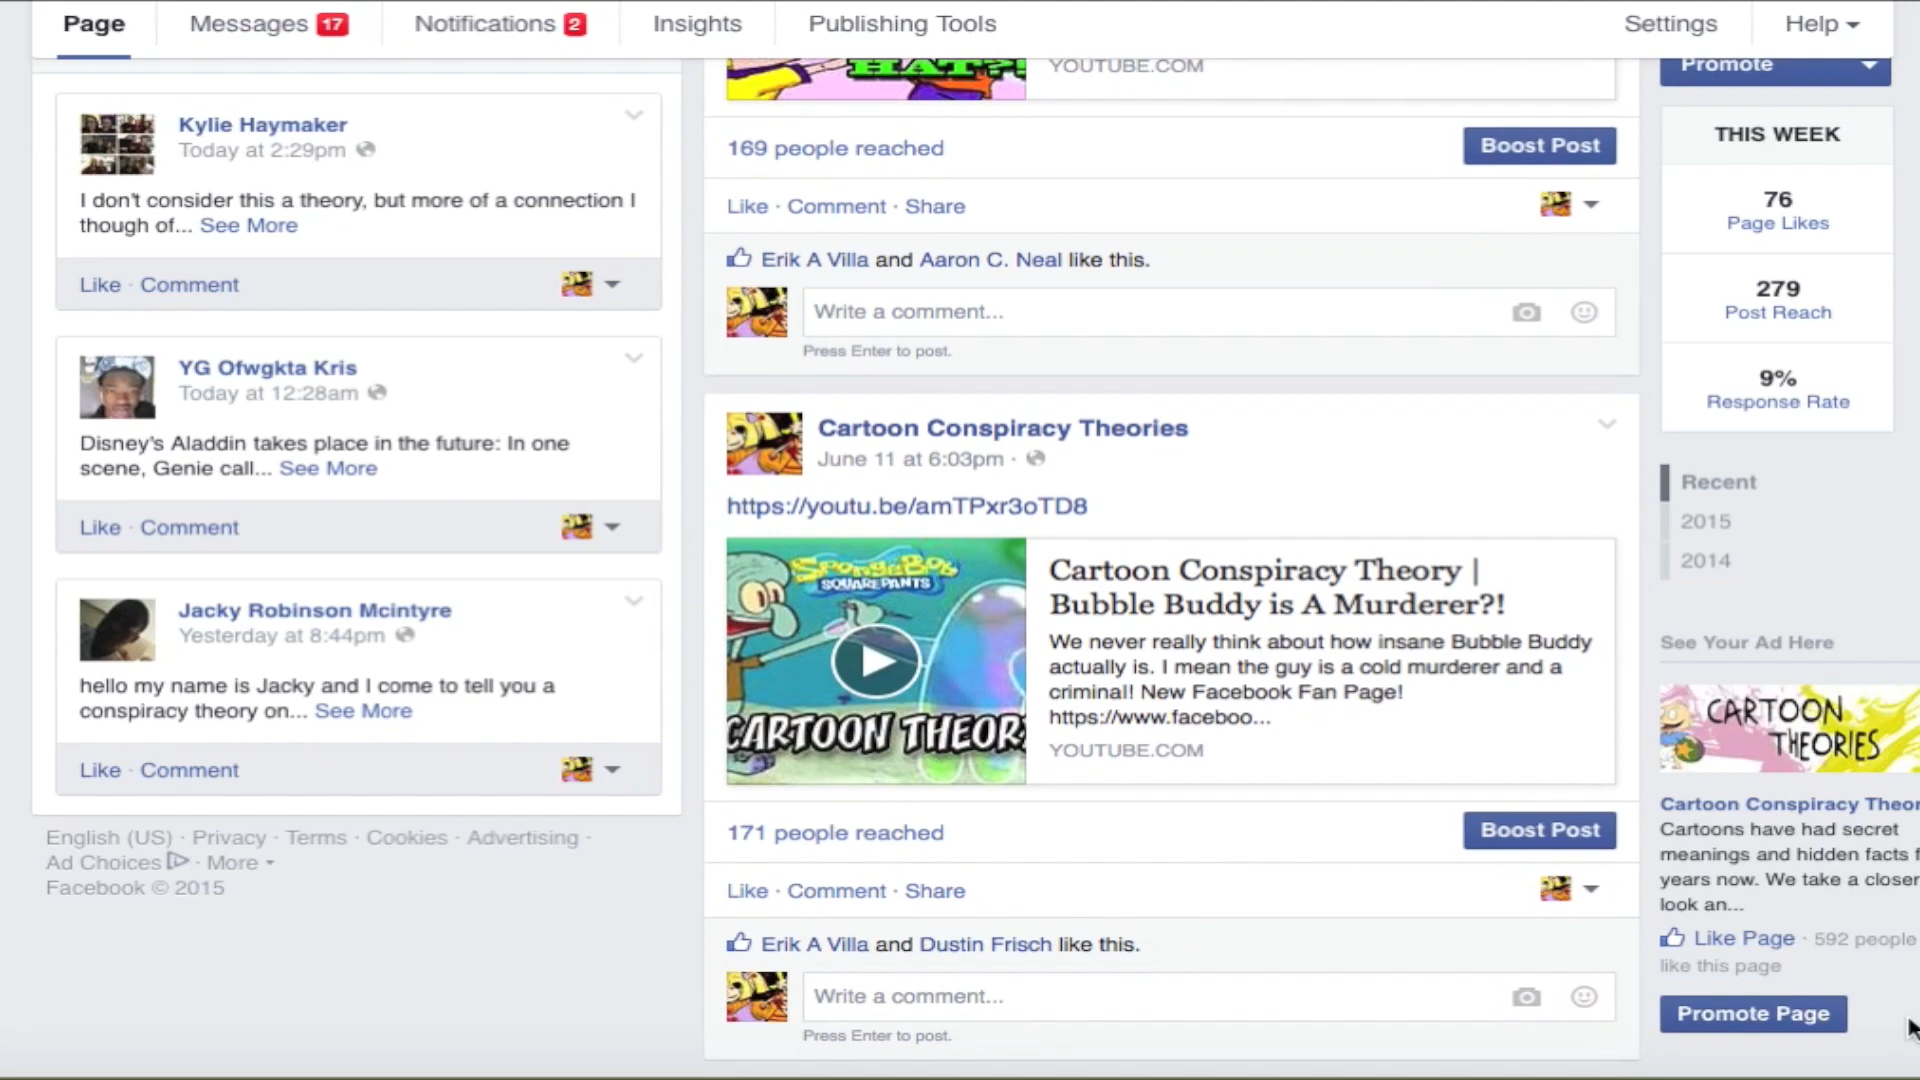 Page
Messages 17
Notifications 2
Insights
Publishing Tools
Settings
Help
Kylie Haymaker
Today at 2:29pm
I don't consider this a theory, but more of a connection I
though of... See More
Like · Comment
YG Ofwgkta Kris
Today at 12:28am
Disney's Aladdin takes place in the future: In one
scene, Genie call... See More
Like · Comment
Jacky Robinson Mcintyre
Yesterday at 8:44pm
hello my name is Jacky and I come to tell you a
conspiracy theory on... See More
Like · Comment
English (US) · Privacy · Terms · Cookies · Advertising ·
Ad Choices · More
Facebook © 2015
HAT?!
YOUTUBE.COM
169 people reached
Boost Post
Like · Comment · Share
Erik A Villa and Aaron C. Neal like this.
Write a comment...
Press Enter to post.
Cartoon Conspiracy Theories
June 11 at 6:03pm ·
https://youtu.be/amTPxr3oTD8
SPONGEBOB
SQUAREPANTS
CARTOON THEOR
Cartoon Conspiracy Theory |
Bubble Buddy is A Murderer?!
We never really think about how insane Bubble Buddy
actually is. I mean the guy is a cold murderer and a
criminal! New Facebook Fan Page!
https://www.faceboo...
YOUTUBE.COM
171 people reached
Boost Post
Like · Comment · Share
Erik A Villa and Dustin Frisch like this.
Write a comment...
Press Enter to post.
Promote
THIS WEEK
76
Page Likes
279
Post Reach
9%
Response Rate
Recent
2015
2014
See Your Ad Here
CARTOON
THEORIES
Cartoon Conspiracy Theor
Cartoons have had secret
meanings and hidden facts f
years now. We take a closer
look an...
Like Page · 592 people
like this page
Promote Page